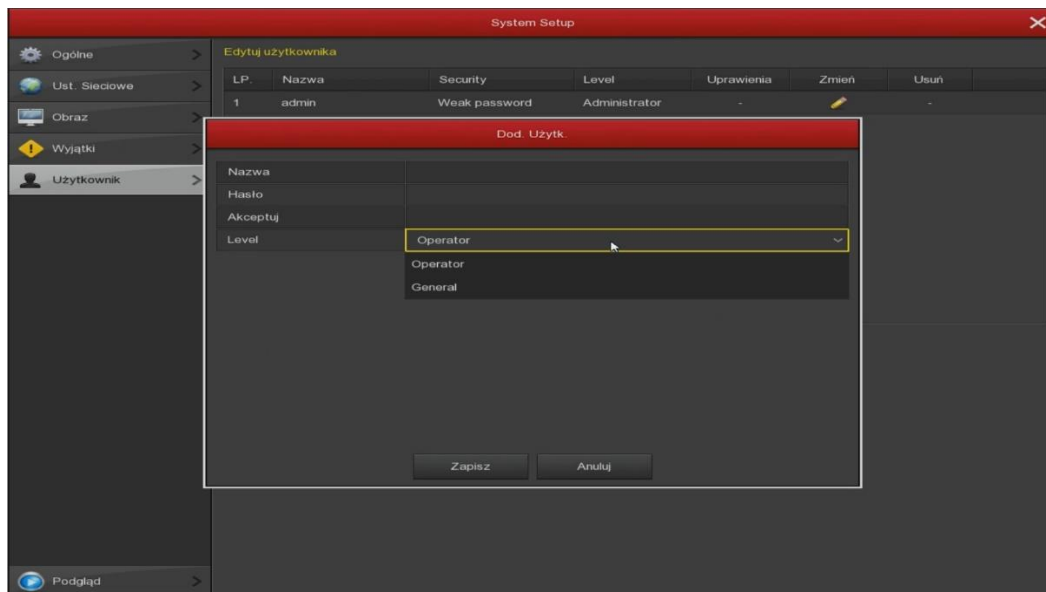 System Setup
Ogólne
Ust. Sieciowe
Obraz
Wyjątki
Użytkownik
Podgląd
Edytuj użytkownika
LP. Nazwa Security Level Uprawienia Zmień Usuń
1 admin Weak password Administrator - -
Dod. Użytk.
Nazwa
Hasło
Akceptuj
Level Operator
Operator
General
Zapisz Anuluj